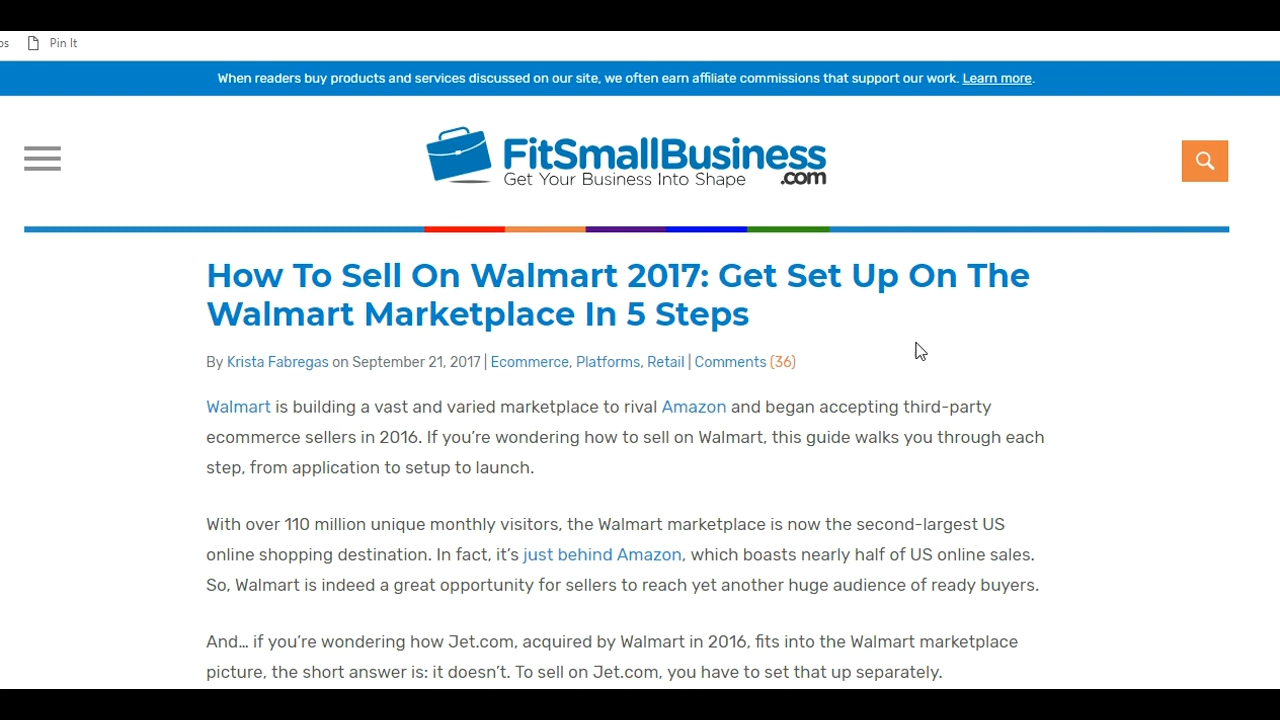 os Pin It
When readers buy products and services discussed on our site, we often earn affiliate commissions that support our work. Learn more.
FitSmallBusiness
Get Your Business Into Shape .com
How To Sell On Walmart 2017: Get Set Up On The
Walmart Marketplace In 5 Steps
By Krista Fabregas on September 21, 2017 | Ecommerce, Platforms, Retail | Comments (36)
Walmart is building a vast and varied marketplace to rival Amazon and began accepting third-party
ecommerce sellers in 2016. If you’re wondering how to sell on Walmart, this guide walks you through each
step, from application to setup to launch.
With over 110 million unique monthly visitors, the Walmart marketplace is now the second-largest US
online shopping destination. In fact, it’s just behind Amazon, which boasts nearly half of US online sales.
So, Walmart is indeed a great opportunity for sellers to reach yet another huge audience of ready buyers.
And… if you’re wondering how Jet.com, acquired by Walmart in 2016, fits into the Walmart marketplace
picture, the short answer is: it doesn’t. To sell on Jet.com, you have to set that up separately.